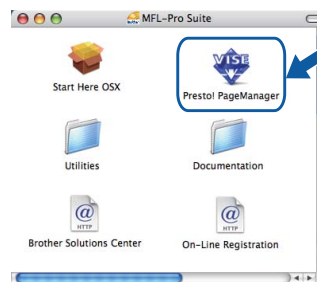 MFL-Pro Suite
VISE
Start Here OSX
Presto! PageManager
Utilities
Documentation
@
HTTP
@
HTTP
Brother Solutions Center
On-Line Registration